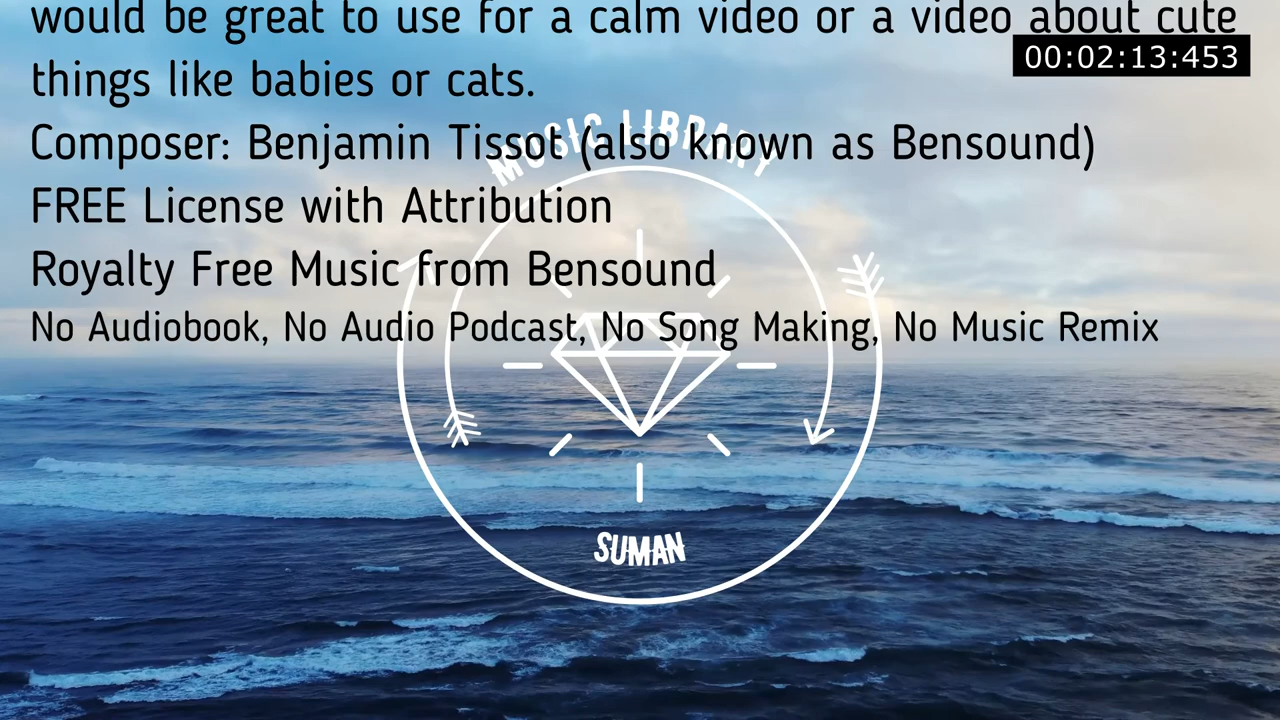 would be great to use for a calm video or a video about cute
00:02:13:453
things like babies or cats.
MUSIC LIBRARY
Composer: Benjamin Tissot (also known as Bensound)
FREE License with Attribution
Royalty Free Music from Bensound
No Audiobook, No Audio Podcast, No Song Making, No Music Remix
SUMAN